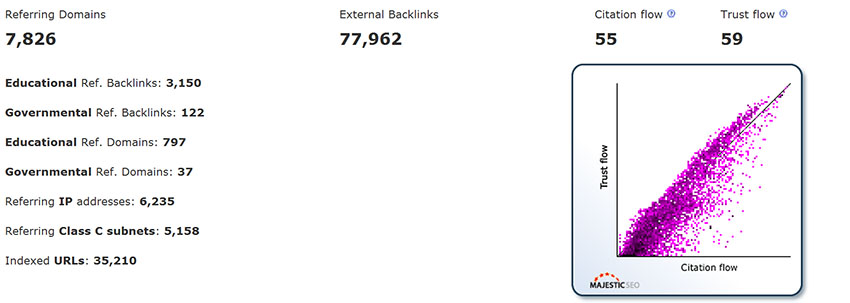 Referring Domains
7,826
External Backlinks
77,962
Citation flow ?
55
Trust flow ?
59
Educational Ref. Backlinks: 3,150
Governmental Ref. Backlinks: 122
Educational Ref. Domains: 797
Governmental Ref. Domains: 37
Referring IP addresses: 6,235
Referring Class C subnets: 5,158
Indexed URLs: 35,210
Trust flow
Citation flow
MAJESTIC SEO